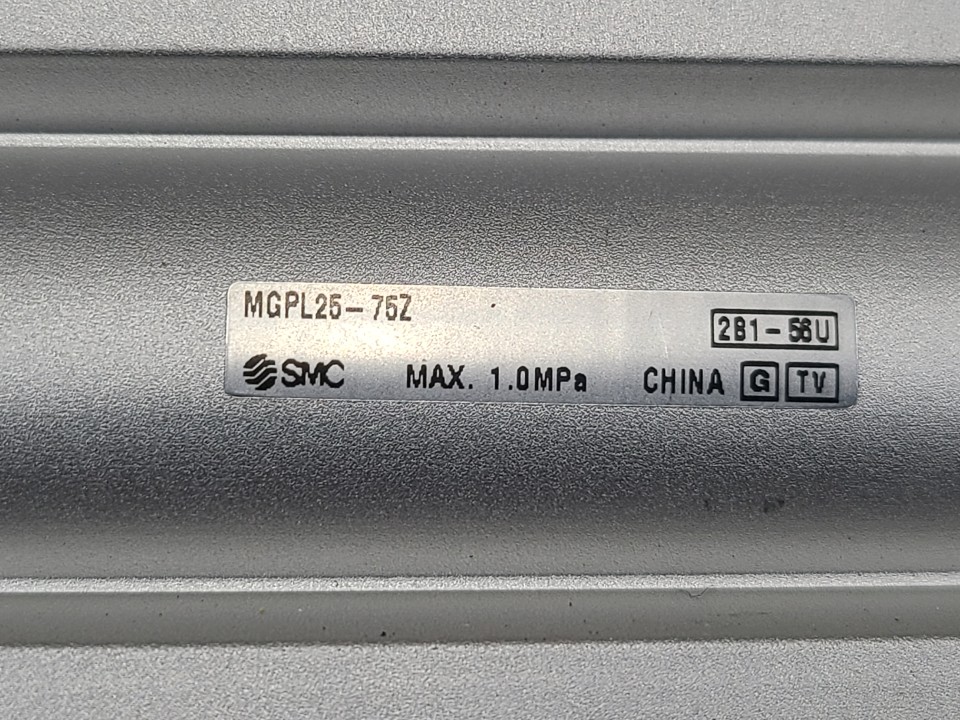 MGPL25-75Z
2B1-56U
SMC MAX. 1.0MPa CHINA G TV